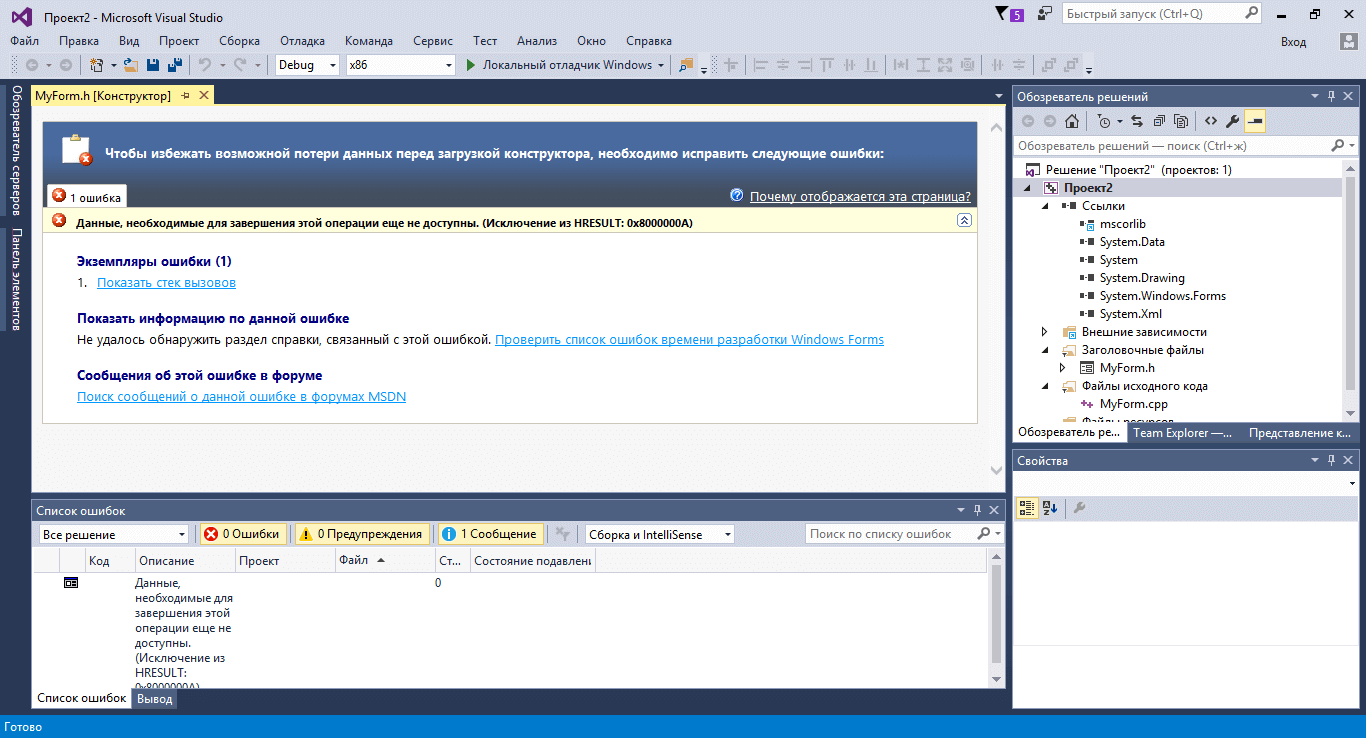 Проект2 - Microsoft Visual Studio
5
Быстрый запуск (Ctrl+Q)
Файл Правка Вид Проект Сборка Отладка Команда Сервис Тест Анализ Окно Справка
Вход
Debug x86 Локальный отладчик Windows
Обозреватель серверов
Панель элементов
MyForm.h [Конструктор]
Чтобы избежать возможной потери данных перед загрузкой конструктора, необходимо исправить следующие ошибки:
1 ошибка
Почему отображается эта страница?
Данные, необходимые для завершения этой операции еще не доступны. (Исключение из HRESULT: 0x8000000A)
Экземпляры ошибки (1)
1. Показать стек вызовов
Показать информацию по данной ошибке
Не удалось обнаружить раздел справки, связанный с этой ошибкой. Проверить список ошибок времени разработки Windows Forms
Сообщения об этой ошибке в форуме
Поиск сообщений о данной ошибке в форумах MSDN
Обозреватель решений
Обозреватель решений — поиск (Ctrl+ж)
Решение "Проект2" (проектов: 1)
Проект2
Ссылки
mscorlib
System.Data
System
System.Drawing
System.Windows.Forms
System.Xml
Внешние зависимости
Заголовочные файлы
MyForm.h
Файлы исходного кода
MyForm.cpp
Файлы ресурсов
Обозреватель ре... Team Explorer —... Представление к...
Свойства
Список ошибок
Все решение 0 Ошибки 0 Предупреждения 1 Сообщение Сборка и IntelliSense Поиск по списку ошибок
Код Описание Проект Файл Ст... Состояние подавлени
Данные, 0
необходимые для
завершения этой
операции еще не
доступны.
(Исключение из
HRESULT:
0x8000000A)
Список ошибок Вывод
Готово